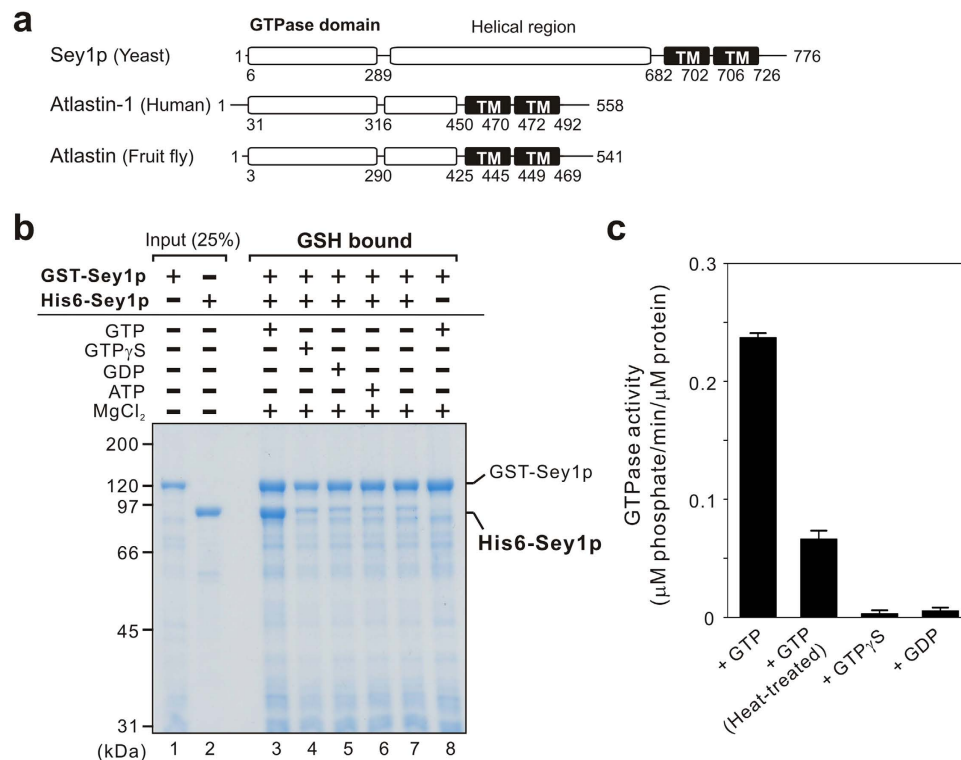 a
GTPase domain
Helical region
Sey1p (Yeast) 1 TM TM 776
6 289 682 702 706 726
Atlastin-1 (Human) 1 TM TM 558
31 316 450 470 472 492
Atlastin (Fruit fly) 1 TM TM 541
3 290 425 445 449 469
b
Input (25%) GSH bound
GST-Sey1p + − + + + + + +
His6-Sey1p − + + + + + + −
GTP − − + − − − − +
GTPγS − − − + − − − −
GDP − − − − + − − −
ATP − − − − − + − −
MgCl₂ − − + + + + + +
200
120
97
66
45
31
(kDa) 1 2 3 4 5 6 7 8
GST-Sey1p
His6-Sey1p
c
GTPase activity
(μM phosphate/min/μM protein)
0.3
0.2
0.1
0
+ GTP
+ GTP
(Heat-treated)
+ GTPγS
+ GDP